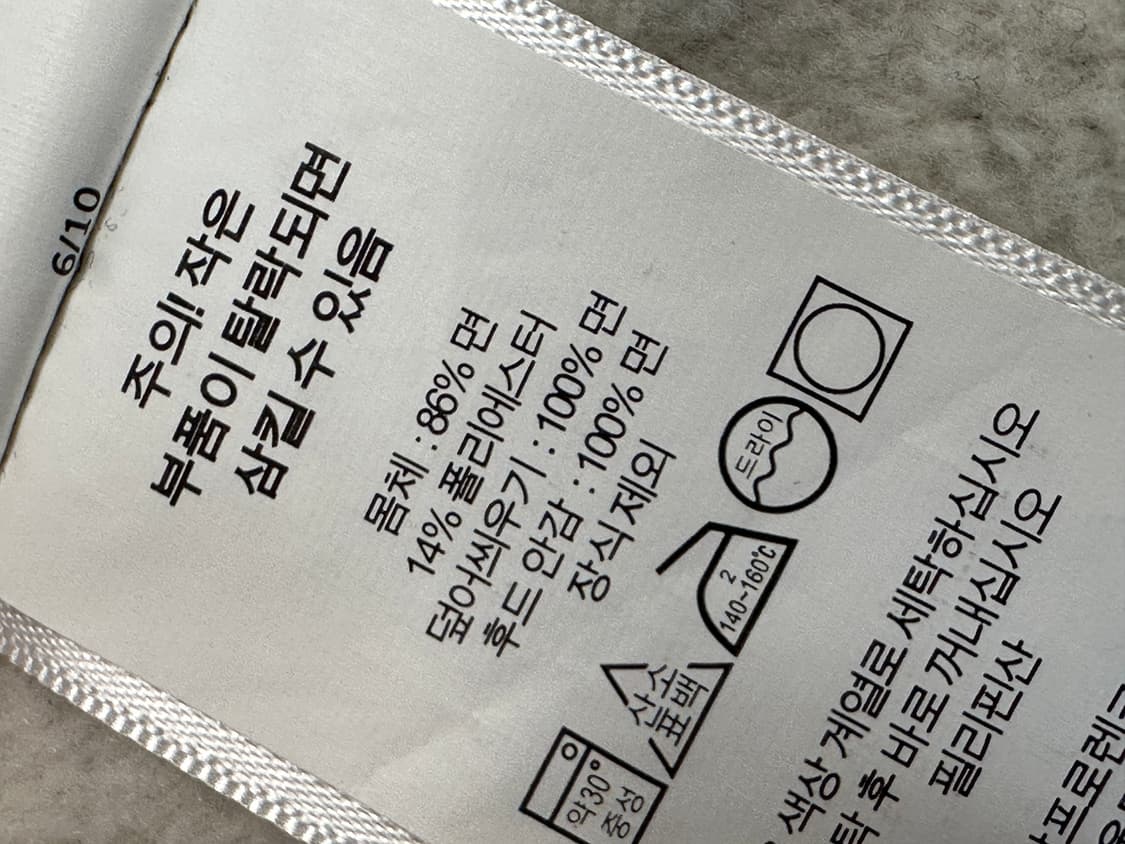 6/10
주의! 작은
부품이 탈락되면
삼킬 수 있음
몸체 : 86% 면
14% 폴리에스터
덮어씌우기 : 100% 면
후드 안감 : 100% 면
장식 제외
약30°
중성
산소
표백
2
140~160℃
드라이
색상 계열로 세탁하십시오
후 바로 꺼내십시오
필리핀산